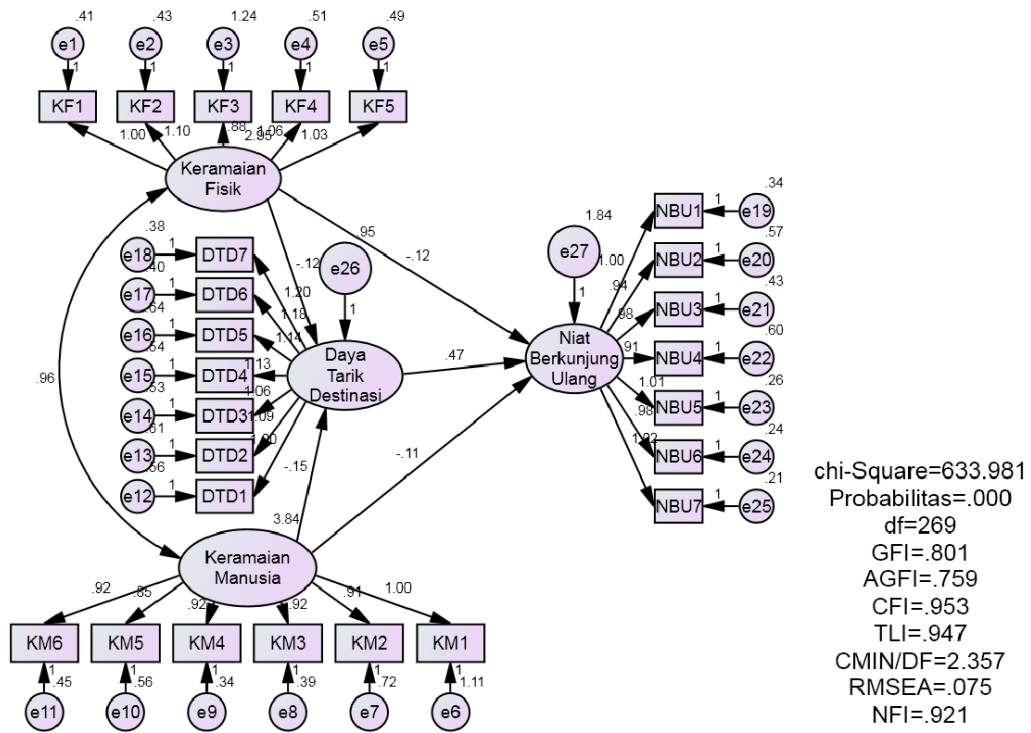 .41 .43 1.24 .51 .49
e1 e2 e3 e4 e5
1 1 1 1 1
KF1 KF2 KF3 KF4 KF5
1.00 1.10 .88 1.06 1.03
2.95
Keramaian
Fisik
.38
e18 1 DTD7
.40
e17 1 DTD6
.64
e16 1 DTD5
.54
e15 1 DTD4
.53
e14 1 DTD3
.61
e13 1 DTD2
.56
e12 1 DTD1
1.20
1.18
1.14
1.13
1.06
1.09
1.00
-.12
.95
e26
1
-.12
Daya
Tarik
Destinasi
.47
.96
-.15
-.11
3.84
1.84
e27
1
Niat
Berkunjung
Ulang
.34
1.00 NBU1 1 e19
.57
.94 NBU2 1 e20
.43
.98 NBU3 1 e21
.60
.91 NBU4 1 e22
.26
1.01 NBU5 1 e23
.24
.98 NBU6 1 e24
.21
1.02 NBU7 1 e25
Keramaian
Manusia
.92 .85 .92 .92 .91 1.00
KM6 KM5 KM4 KM3 KM2 KM1
1 1 1 1 1 1
.45 .56 .34 .39 .72 1.11
e11 e10 e9 e8 e7 e6
chi-Square=633.981
Probabilitas=.000
df=269
GFI=.801
AGFI=.759
CFI=.953
TLI=.947
CMIN/DF=2.357
RMSEA=.075
NFI=.921